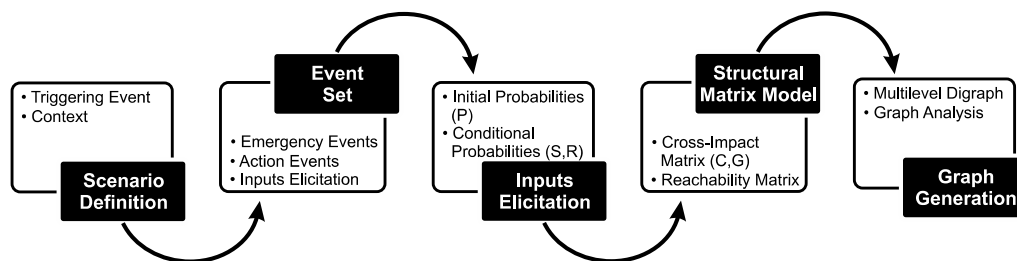 • Triggering Event
• Context
Scenario
Definition
Event
Set
• Emergency Events
• Action Events
• Inputs Elicitation
• Initial Probabilities
(P)
• Conditional
Probabilities (S,R)
Inputs
Elicitation
Structural
Matrix Model
• Cross-Impact
Matrix (C,G)
• Reachability Matrix
• Multilevel Digraph
• Graph Analysis
Graph
Generation